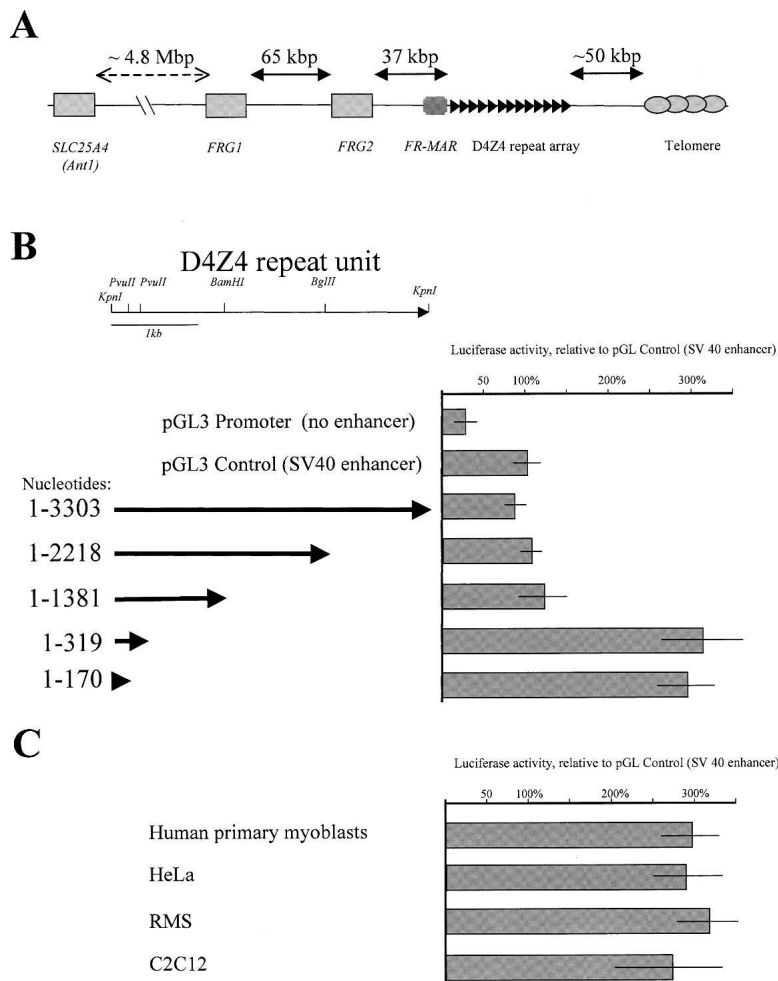 A
~ 4.8 Mbp
65 kbp
37 kbp
~50 kbp
SLC25A4
(Ant1)
FRG1
FRG2
FR-MAR
D4Z4 repeat array
Telomere
B
D4Z4 repeat unit
PvuII PvuII
BamHI
BglII
KpnI
KpnI
1kb
Luciferase activity, relative to pGL Control (SV 40 enhancer)
50 100% 200% 300%
pGL3 Promoter (no enhancer)
pGL3 Control (SV40 enhancer)
Nucleotides:
1-3303
1-2218
1-1381
1-319
1-170
C
Luciferase activity, relative to pGL Control (SV 40 enhancer)
50 100% 200% 300%
Human primary myoblasts
HeLa
RMS
C2C12